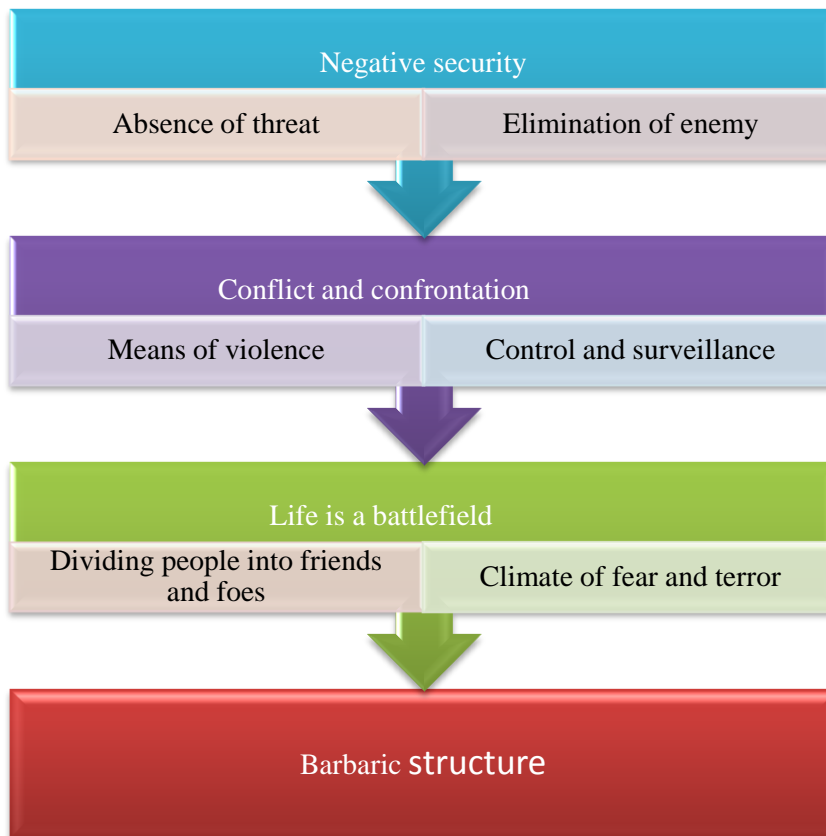 Negative security
Absence of threat
Elimination of enemy
Conflict and confrontation
Means of violence
Control and surveillance
Life is a battlefield
Dividing people into friends
and foes
Climate of fear and terror
Barbaric structure